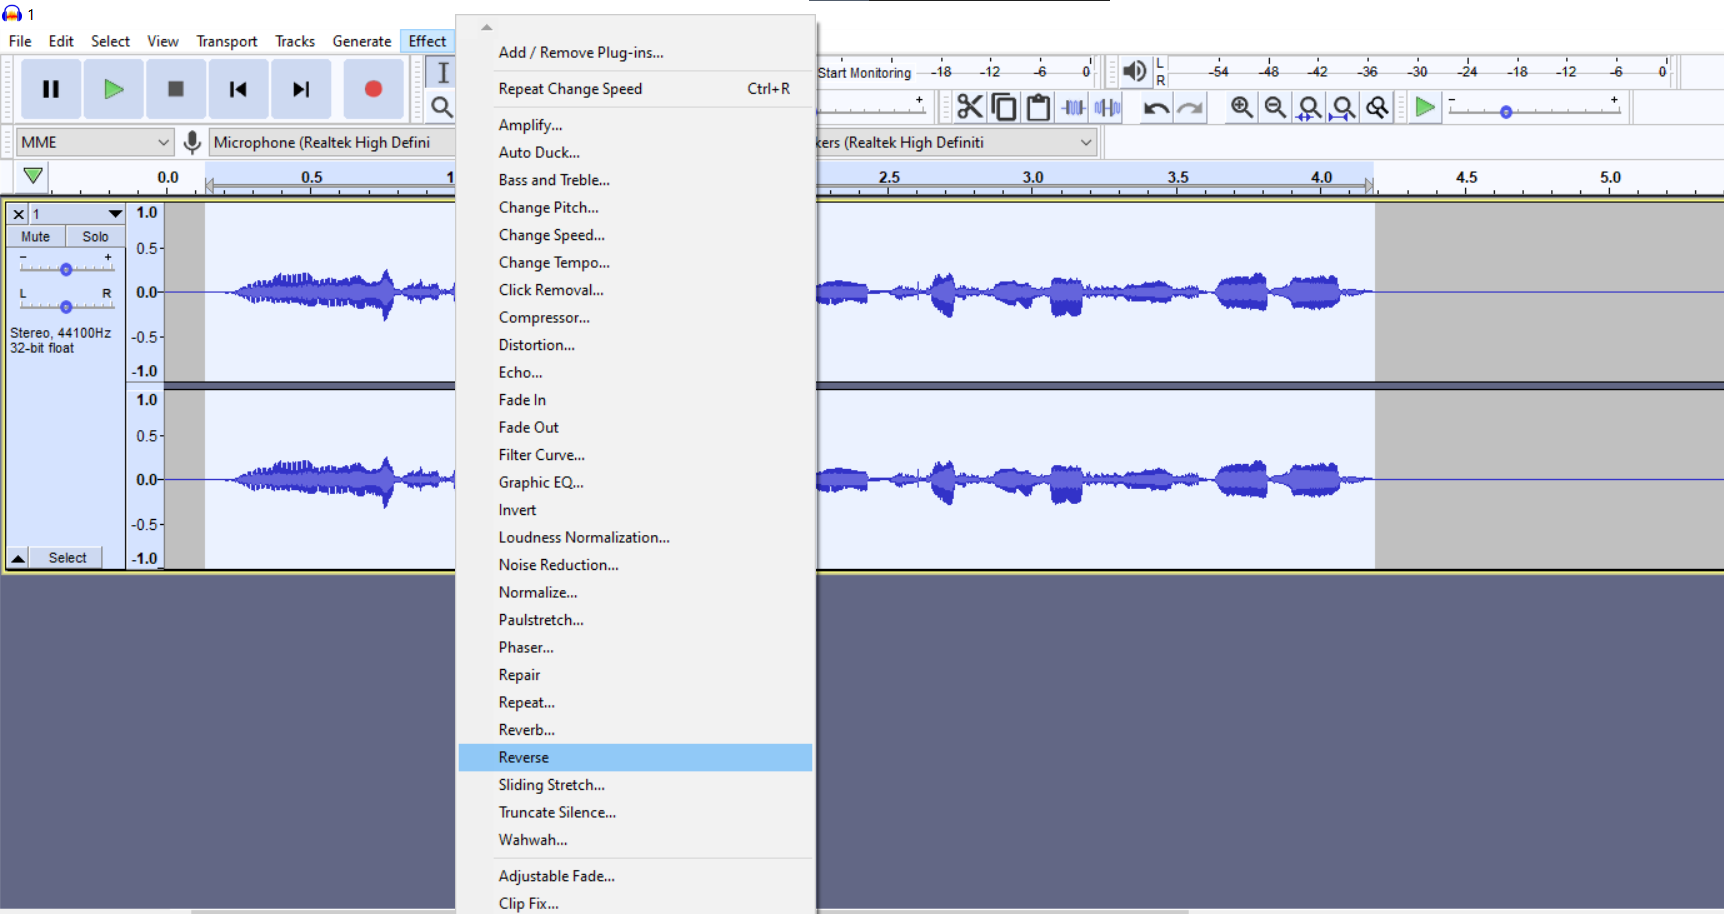 1
File Edit Select View Transport Tracks Generate Effect
Add / Remove Plug-ins...
Repeat Change Speed Ctrl+R
Amplify...
Auto Duck...
Bass and Treble...
Change Pitch...
Change Speed...
Change Tempo...
Click Removal...
Compressor...
Distortion...
Echo...
Fade In
Fade Out
Filter Curve...
Graphic EQ...
Invert
Loudness Normalization...
Noise Reduction...
Normalize...
Paulstretch...
Phaser...
Repair
Repeat...
Reverb...
Reverse
Sliding Stretch...
Truncate Silence...
Wahwah...
Adjustable Fade...
Clip Fix...
Start Monitoring -18 -12 -6 0
L
R
-54 -48 -42 -36 -30 -24 -18 -12 -6 0
+
- +
MME
Microphone (Realtek High Defini
kers (Realtek High Definiti
0.0 0.5 1
2.5 3.0 3.5 4.0 4.5 5.0
1
Mute Solo
- +
L R
Stereo, 44100Hz
32-bit float
Select
1.0
0.5
0.0
-0.5
-1.0
1.0
0.5
0.0
-0.5
-1.0